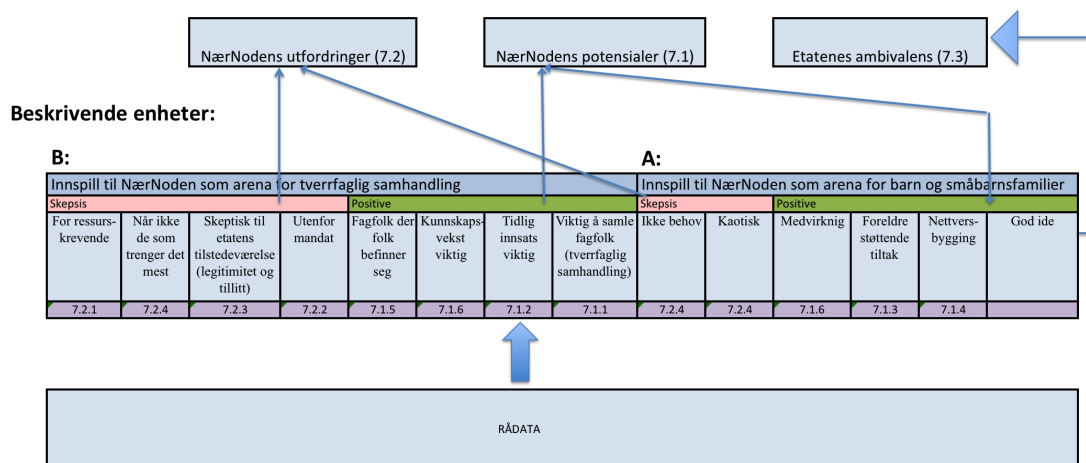 NærNodens utfordringer (7.2)
NærNodens potensialer (7.1)
Etatenes ambivalens (7.3)
Beskrivende enheter:
B:
A:
Innspill til NærNoden som arena for tverrfaglig samhandling
Innspill til NærNoden som arena for barn og småbarnsfamilier
Skepsis
Positive
Skepsis
Positive
For ressurs-
krevende
Når ikke
de som
trenger det
mest
Skeptisk til
etatens
tilstedeværelse
(legitimitet og
tillitt)
Utenfor
mandat
Fagfolk der
folk
befinner
seg
Kunnskaps-
vekst
viktig
Tidlig
innsats
viktig
Viktig å samle
fagfolk
(tverrfaglig
samhandling)
Ikke behov
Kaotisk
Medvirknig
Foreldre
støttende
tiltak
Nettvers-
bygging
God ide
7.2.1
7.2.4
7.2.3
7.2.2
7.1.5
7.1.6
7.1.2
7.1.1
7.2.4
7.2.4
7.1.6
7.1.3
7.1.4
RÅDATA